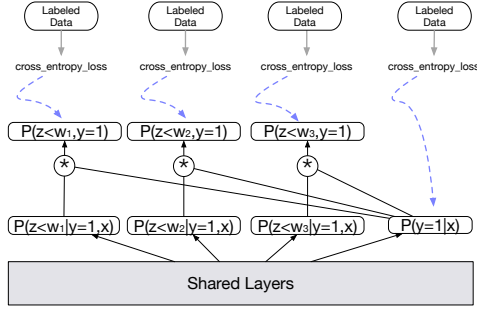 Labeled Data Labeled Data Labeled Data Labeled Data
cross_entropy_loss cross_entropy_loss cross_entropy_loss cross_entropy_loss
P(z<w₁,y=1) P(z<w₂,y=1) P(z<w₃,y=1)
* * *
P(z<w₁|y=1,x) P(z<w₂|y=1,x) P(z<w₃|y=1,x) P(y=1|x)
Shared Layers